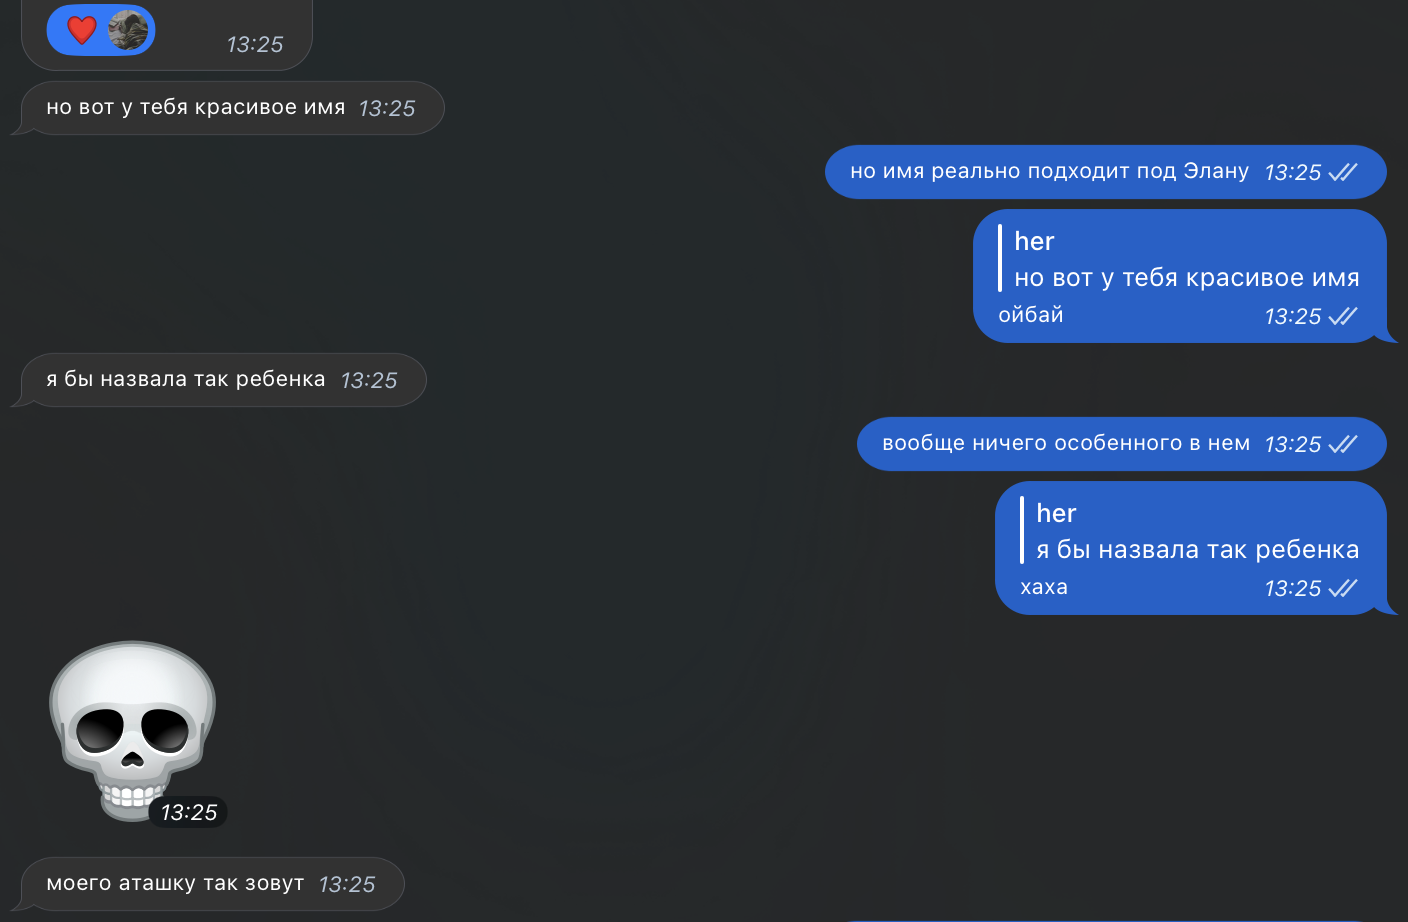 13:25
но вот у тебя красивое имя 13:25
но имя реально подходит под Элану 13:25
her
но вот у тебя красивое имя
ойбай 13:25
я бы назвала так ребенка 13:25
вообще ничего особенного в нем 13:25
her
я бы назвала так ребенка
хаха 13:25
13:25
моего аташку так зовут 13:25